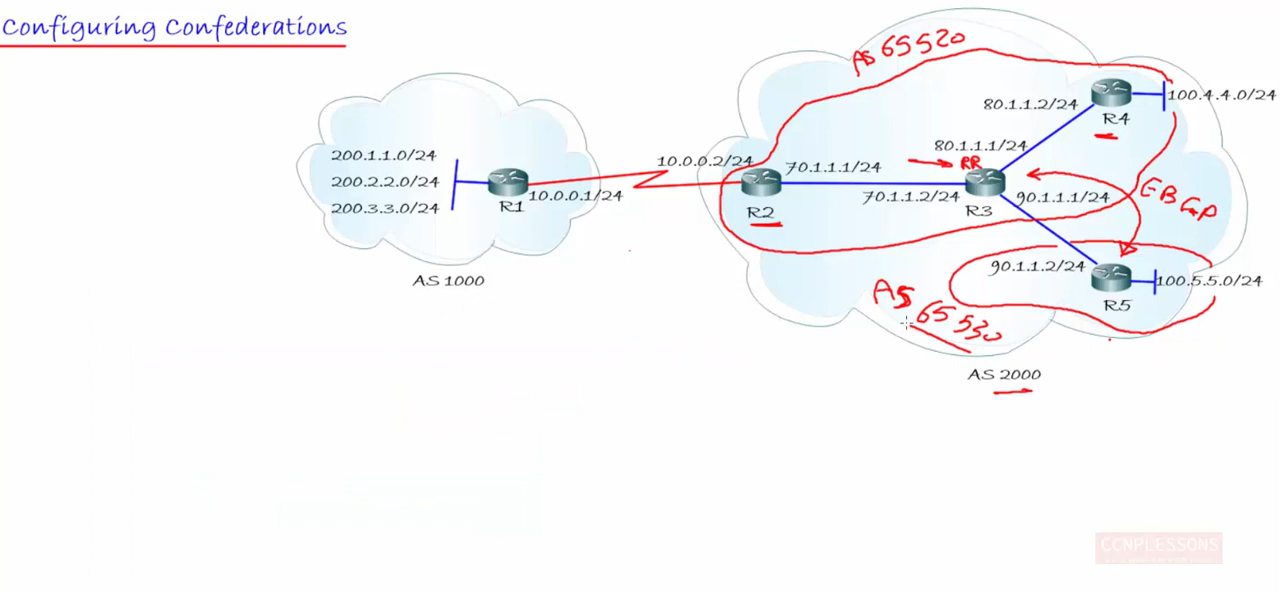 Configuring Confederations
AS 65520
100.4.4.0/24
80.1.1.2/24
R4
80.1.1.1/24
200.1.1.0/24
10.0.0.2/24
70.1.1.1/24
RR
200.2.2.0/24
10.0.0.1/24
70.1.1.2/24
90.1.1.1/24
EBGP
200.3.3.0/24
R1
R2
R3
90.1.1.2/24
100.5.5.0/24
AS 1000
R5
AS 65530
AS 2000
CCNPLESSONS